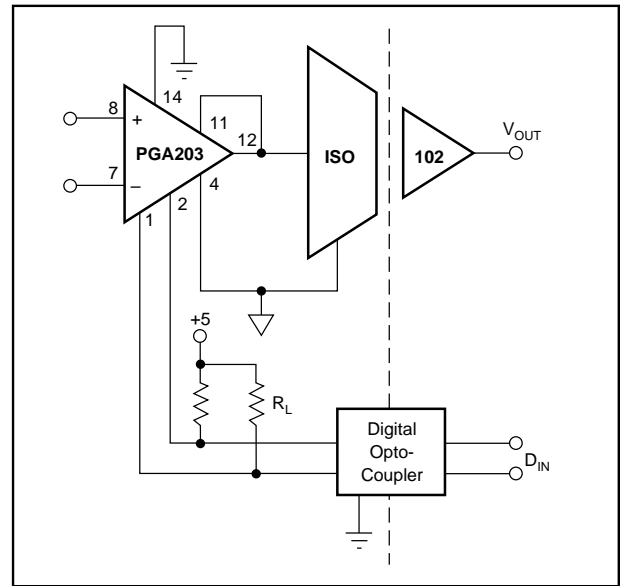 14
8
+
11
PGA203
12
ISO
102
V_OUT
7
–
4
2
1
+5
R_L
Digital
Opto-
Coupler
D_IN